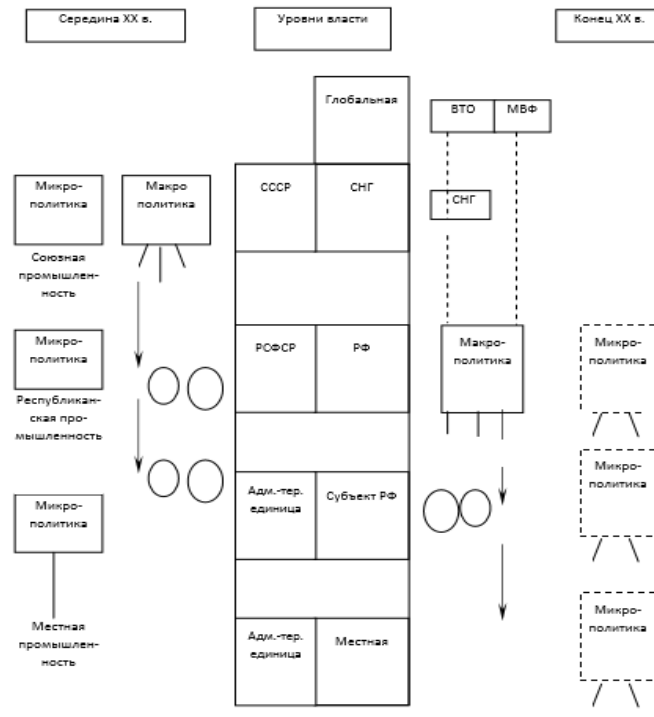 Середина XX в.
Уровни власти
Конец XX в.
Глобальная
ВТО
МВФ
Микро-
политика
Макро
политика
СССР
СНГ
СНГ
Союзная
промышлен-
ность
Микро-
политика
РСФСР
РФ
Макро-
политика
Микро-
политика
Республикан-
ская про-
мышленность
Микро-
политика
Адм.-тер.
единица
Субъект РФ
Микро-
политика
Местная
промышлен-
ность
Адм.-тер.
единица
Местная
Микро-
политика